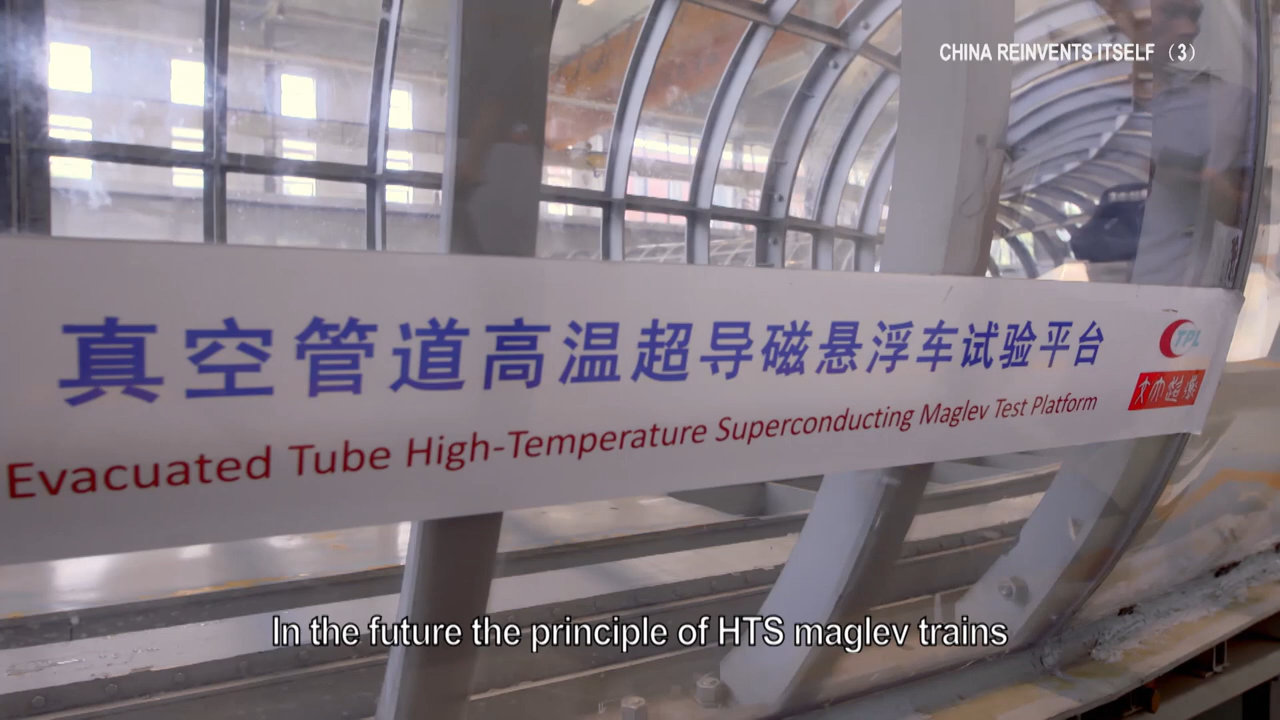 CHINA REINVENTS ITSELF （3）
真空管道高温超导磁悬浮车试验平台
TPL
Evacuated Tube High-Temperature Superconducting Maglev Test Platform
In the future the principle of HTS maglev trains